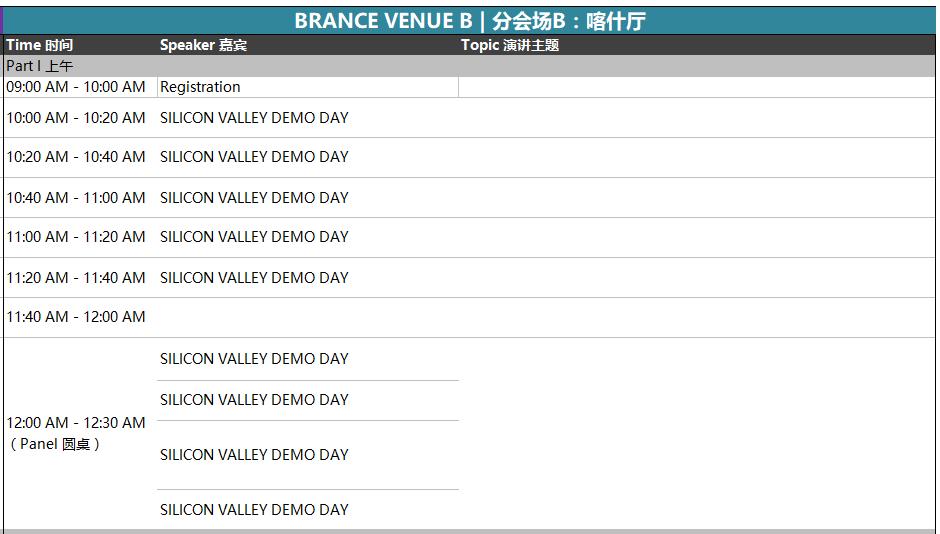 BRANCE VENUE B | 分会场B：喀什厅
Time 时间 Speaker 嘉宾 Topic 演讲主题
Part I 上午
09:00 AM - 10:00 AM Registration
10:00 AM - 10:20 AM SILICON VALLEY DEMO DAY
10:20 AM - 10:40 AM SILICON VALLEY DEMO DAY
10:40 AM - 11:00 AM SILICON VALLEY DEMO DAY
11:00 AM - 11:20 AM SILICON VALLEY DEMO DAY
11:20 AM - 11:40 AM SILICON VALLEY DEMO DAY
11:40 AM - 12:00 AM
12:00 AM - 12:30 AM
（Panel 圆桌）
SILICON VALLEY DEMO DAY
SILICON VALLEY DEMO DAY
SILICON VALLEY DEMO DAY
SILICON VALLEY DEMO DAY